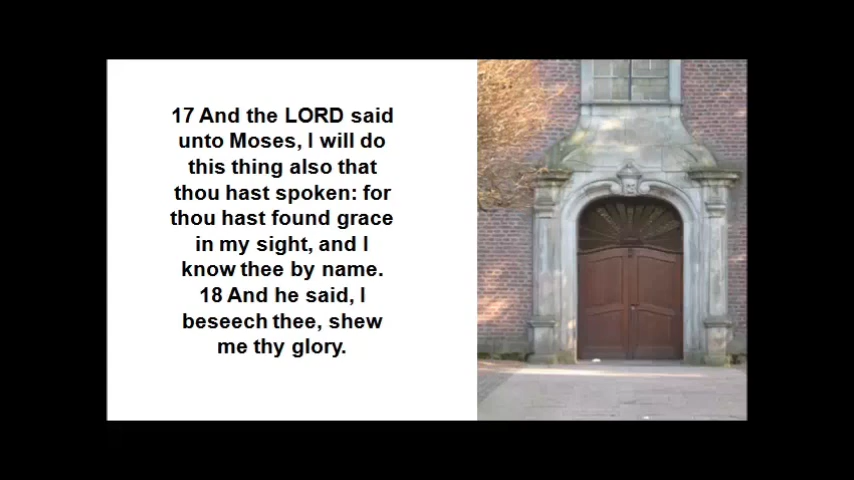 17 And the LORD said
unto Moses, I will do
this thing also that
thou hast spoken: for
thou hast found grace
in my sight, and I
know thee by name.
18 And he said, I
beseech thee, shew
me thy glory.